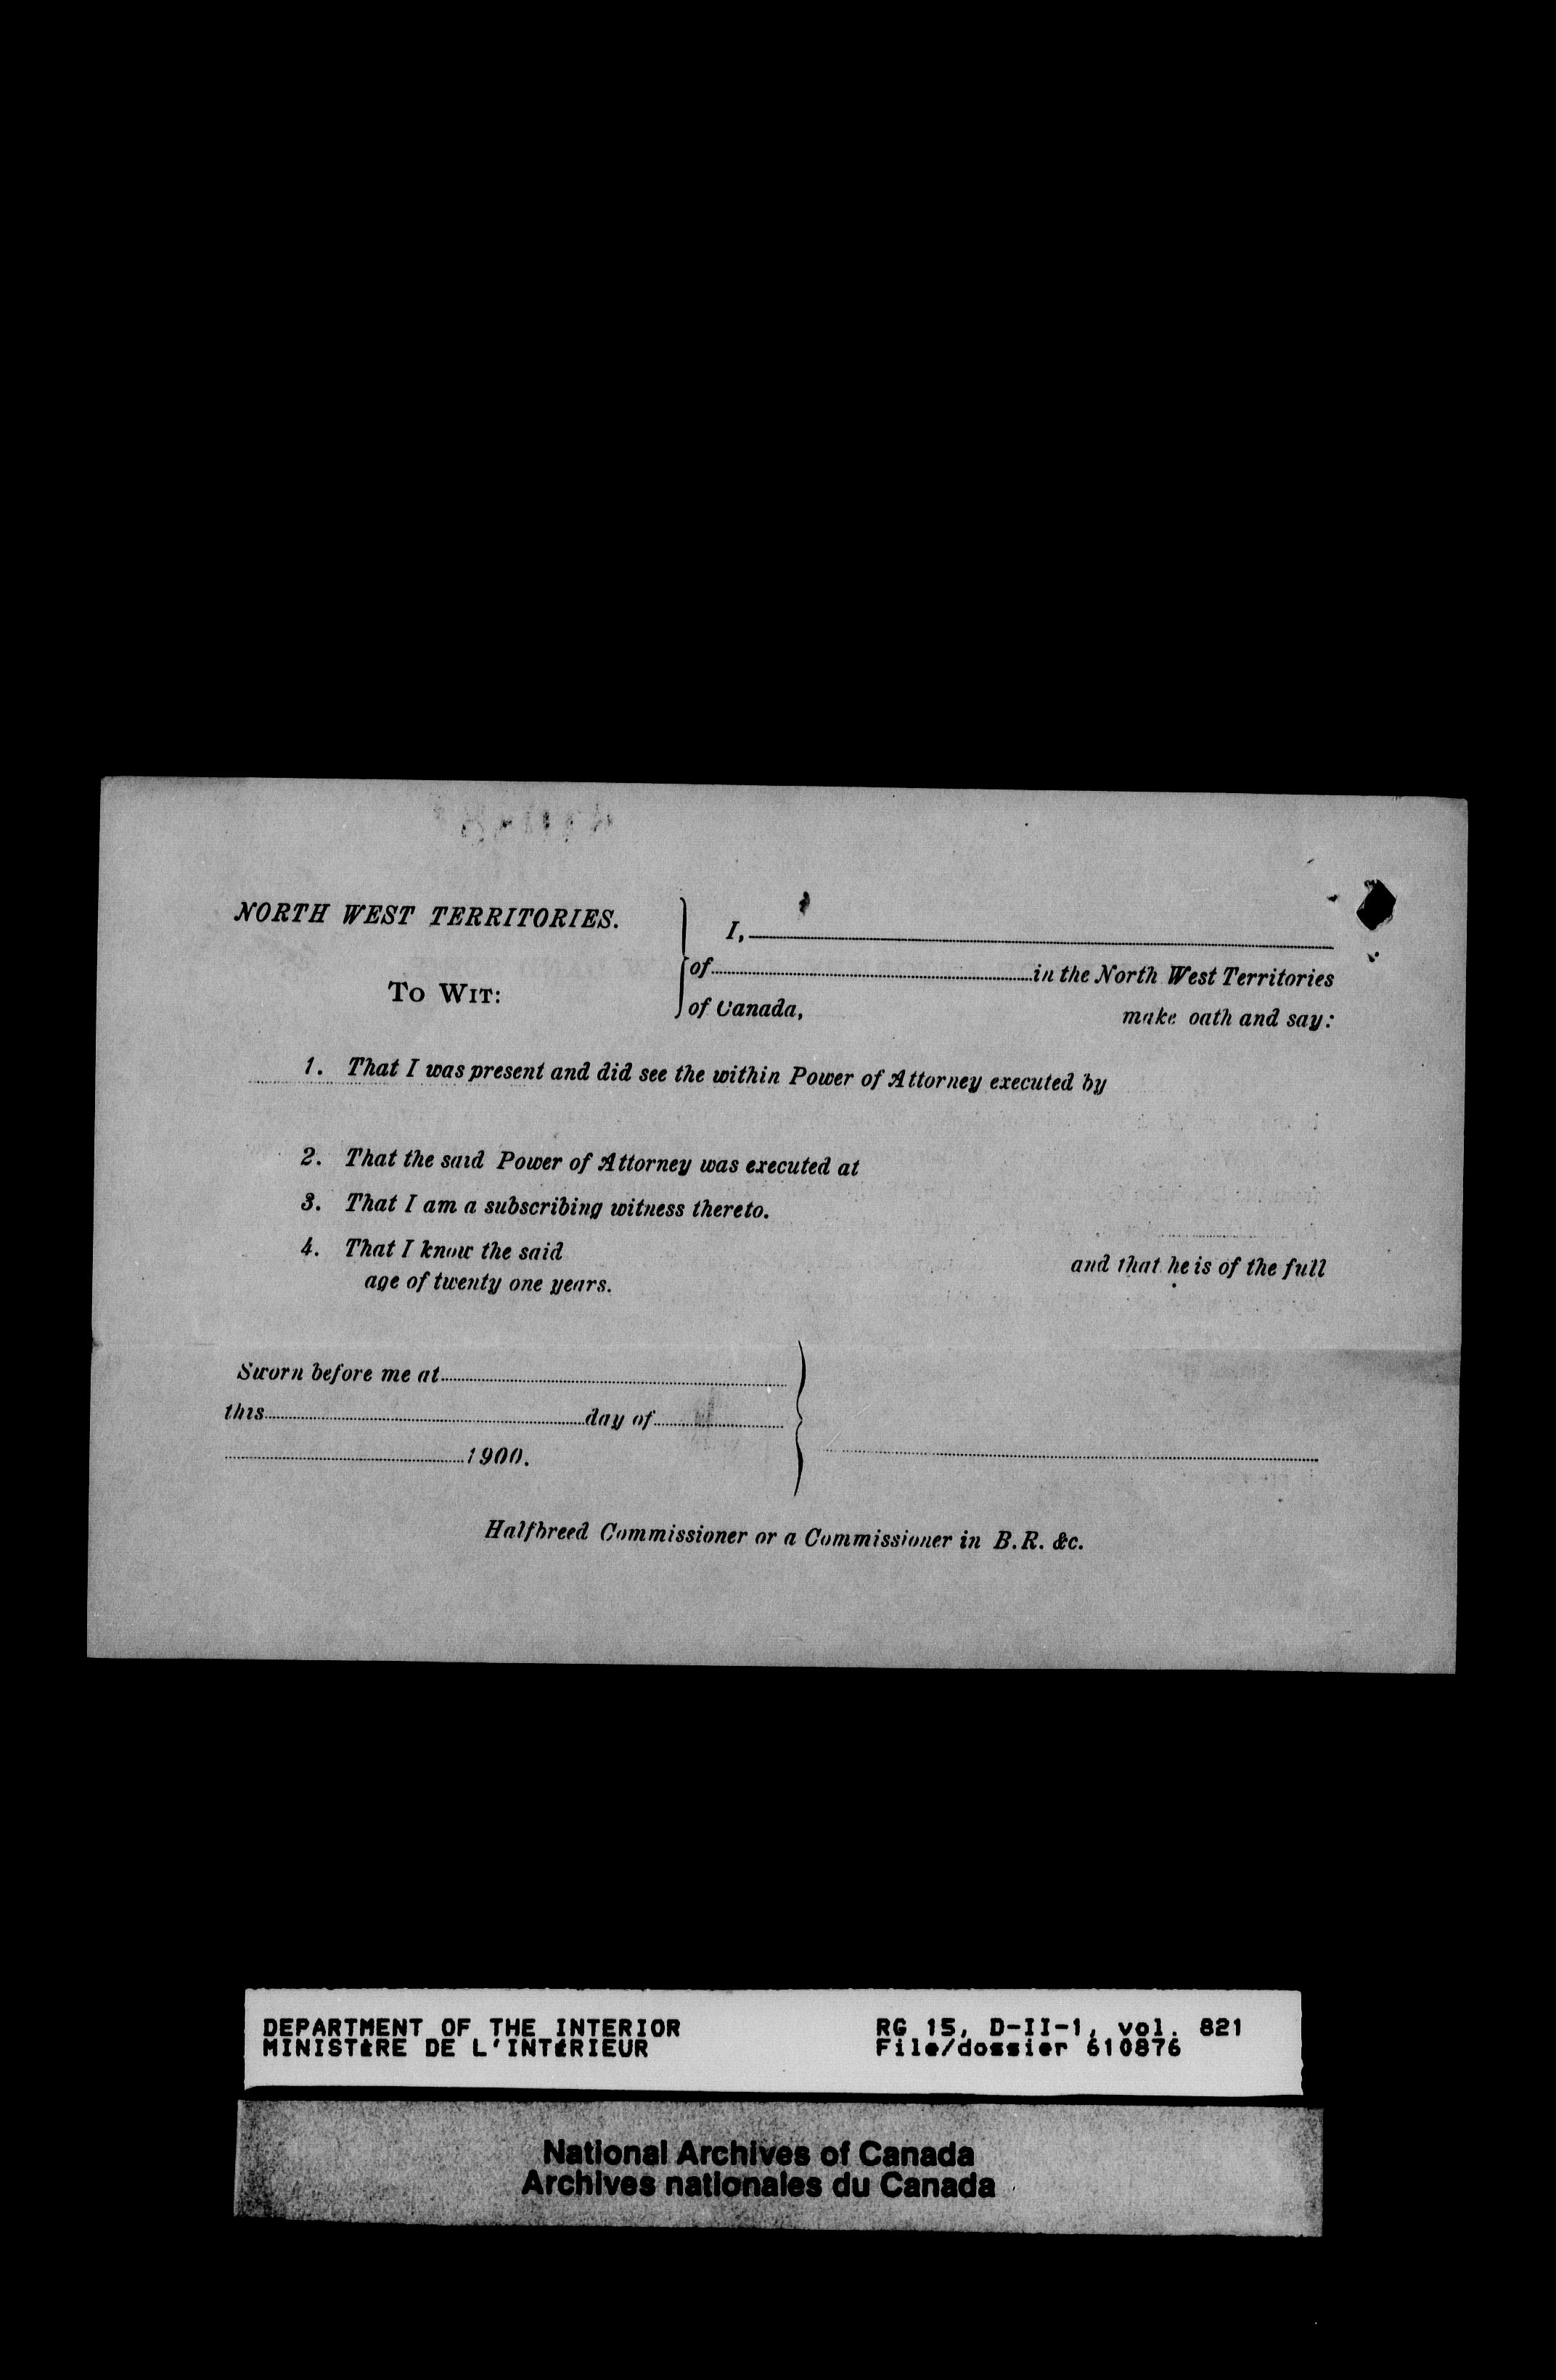 NORTH WEST TERRITORIES.
To Wit:
I,
of in the North West Territories
of Canada, make oath and say:
1. That I was present and did see the within Power of Attorney executed by
2. That the said Power of Attorney was executed at
3. That I am a subscribing witness thereto.
4. That I know the said and that he is of the full
age of twenty one years.
Sworn before me at
this day of
1900.
Halfbreed Commissioner or a Commissioner in B.R. &c.
DEPARTMENT OF THE INTERIOR RG 15, D-II-1, vol. 821
MINISTÈRE DE L'INTÉRIEUR File/dossier 610876
National Archives of Canada
Archives nationales du Canada